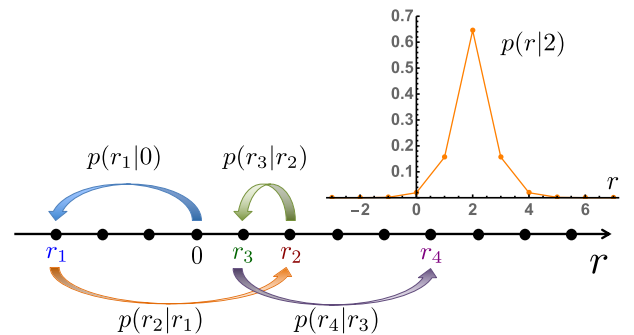 0.7
0.6
0.5
0.4
0.3
0.2
0.1
p(r|2)
r
−2 0 2 4 6
p(r₁|0) p(r₃|r₂)
r₁ 0 r₃ r₂ r₄ r
p(r₂|r₁) p(r₄|r₃)